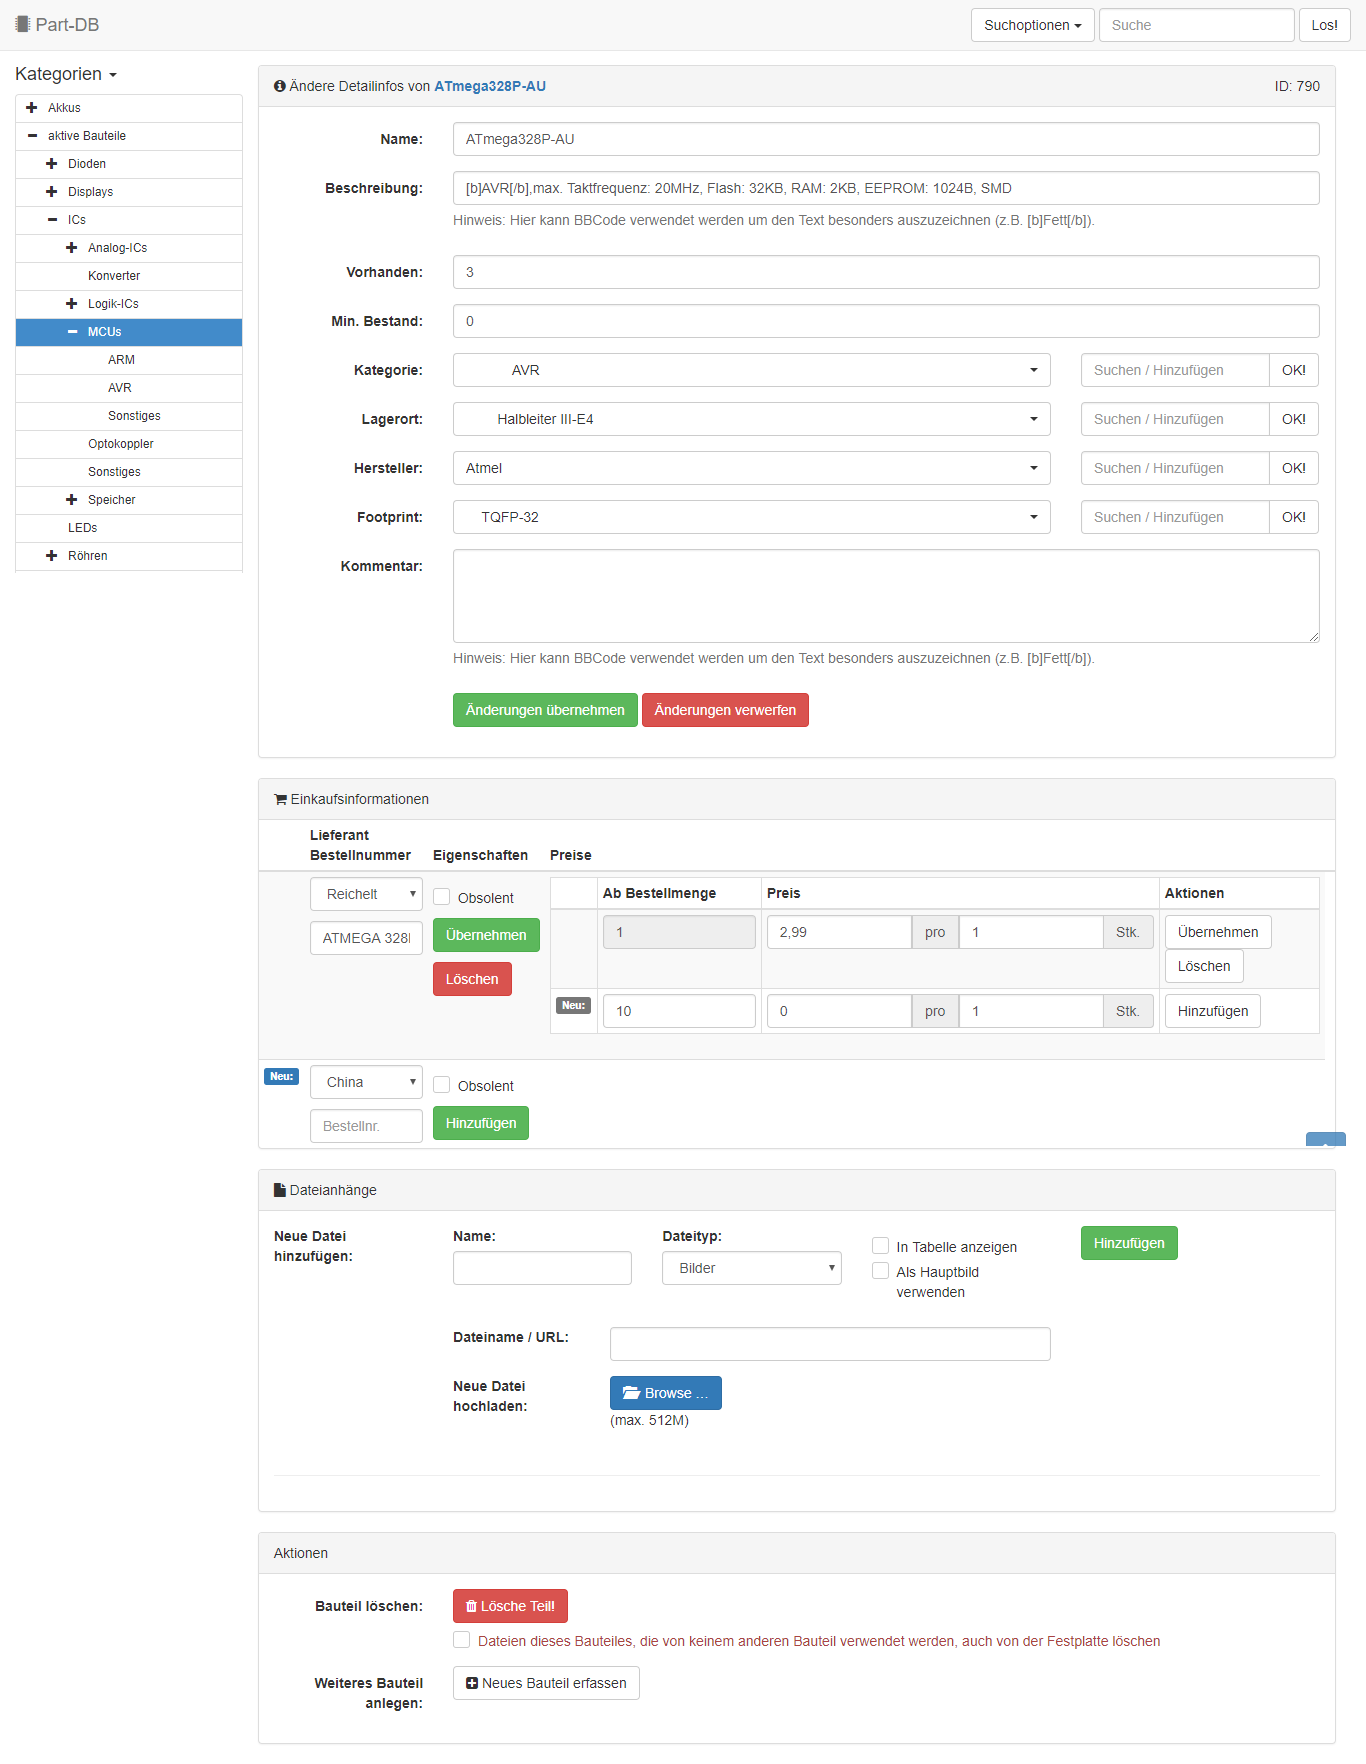 Part-DB
Suchoptionen
Suche
Los!
Kategorien
Akkus
aktive Bauteile
Dioden
Displays
ICs
Analog-ICs
Konverter
Logik-ICs
MCUs
ARM
AVR
Sonstiges
Optokoppler
Sonstiges
Speicher
LEDs
Röhren
Ändere Detailinfos von ATmega328P-AU
ID: 790
Name:
ATmega328P-AU
Beschreibung:
[b]AVR[/b],max. Taktfrequenz: 20MHz, Flash: 32KB, RAM: 2KB, EEPROM: 1024B, SMD
Hinweis: Hier kann BBCode verwendet werden um den Text besonders auszuzeichnen (z.B. [b]Fett[/b]).
Vorhanden:
3
Min. Bestand:
0
Kategorie:
AVR
Suchen / Hinzufügen
OK!
Lagerort:
Halbleiter III-E4
Suchen / Hinzufügen
OK!
Hersteller:
Atmel
Suchen / Hinzufügen
OK!
Footprint:
TQFP-32
Suchen / Hinzufügen
OK!
Kommentar:
Hinweis: Hier kann BBCode verwendet werden um den Text besonders auszuzeichnen (z.B. [b]Fett[/b]).
Änderungen übernehmen
Änderungen verwerfen
Einkaufsinformationen
Lieferant
Bestellnummer
Eigenschaften
Preise
Reichelt
Obsolent
ATMEGA 328
Übernehmen
Löschen
Ab Bestellmenge
Preis
Aktionen
1
2,99
pro
1
Stk.
Übernehmen
Löschen
Neu:
10
0
pro
1
Stk.
Hinzufügen
Neu:
China
Obsolent
Bestellnr.
Hinzufügen
Dateianhänge
Neue Datei
hinzufügen:
Name:
Dateityp:
Bilder
In Tabelle anzeigen
Als Hauptbild
verwenden
Hinzufügen
Dateiname / URL:
Neue Datei
hochladen:
Browse ...
(max. 512M)
Aktionen
Bauteil löschen:
Lösche Teil!
Dateien dieses Bauteiles, die von keinem anderen Bauteil verwendet werden, auch von der Festplatte löschen
Weiteres Bauteil
anlegen:
Neues Bauteil erfassen